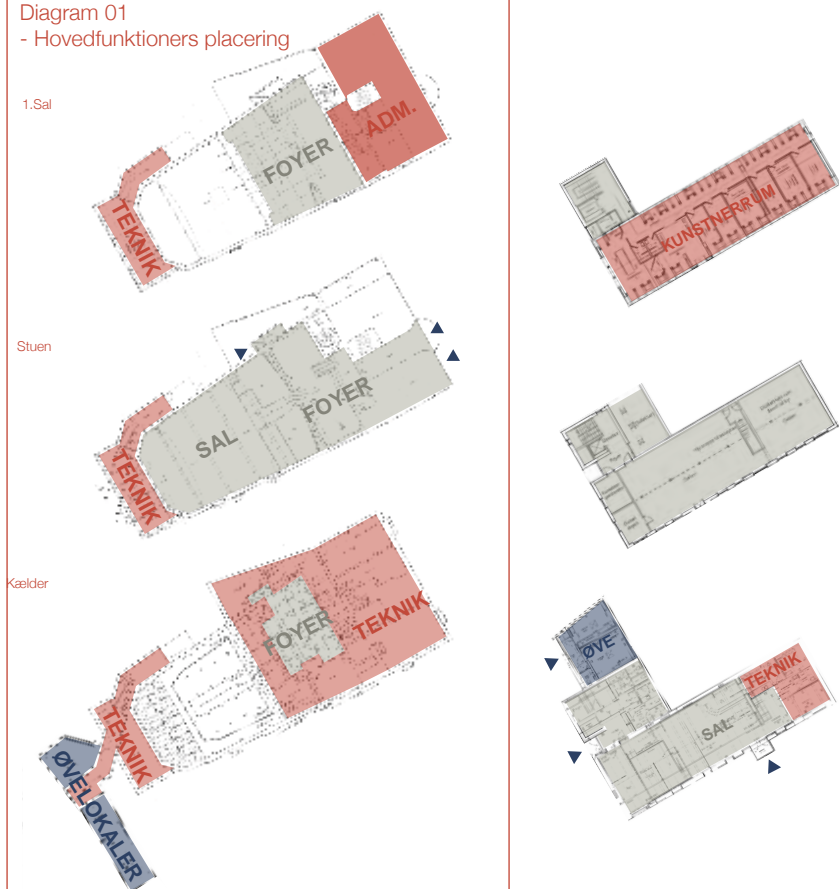 Diagram 01
- Hovedfunktioners placering
1.Sal
ADM.
FOYER
TEKNIK
KUNSTNERRUM
Stuen
FOYER
SAL
TEKNIK
Kælder
FOYER
TEKNIK
TEKNIK
ØVELOKALER
ØVE
TEKNIK
SAL